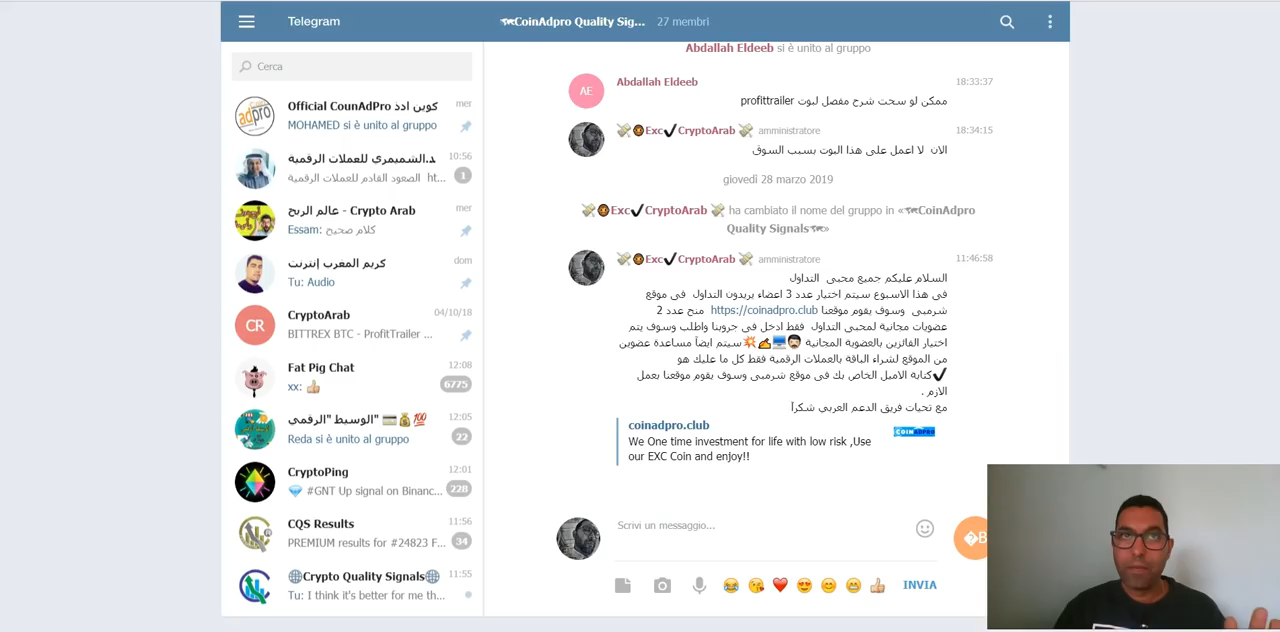 Telegram
🗺CoinAdpro Quality Sig... 27 membri
Cerca
Official CounAdPro كوين ادد mer
MOHAMED si è unito al gruppo
د.الشميمري للعملات الرقمية 10:56
الصعود القادم للعملات الرقمية ht... 1
Crypto Arab - عالم الربح mer
Essam: كلام صحيح
كريم المغرب إنترنت dom
Tu: Audio
CR
CryptoArab 04/10/18
BITTREX BTC - ProfitTrailer ...
Fat Pig Chat 12:08
xx: 👍 6775
الوسيط "الرقمي" 💳💰💯 12:05
Reda si è unito al gruppo 22
CryptoPing 12:01
💎 #GNT Up signal on Binanc... 228
CQS Results 11:56
PREMIUM results for #24823 F... 34
🌐Crypto Quality Signals🌐 11:55
Tu: I think it's better for me th...
Abdallah Eldeeb si è unito al gruppo
AE
Abdallah Eldeeb 18:33:37
ممكن لؤ سحت شرح مفصل لبوت profittrailer
Exc✔CryptoArab 💸 amministratore 18:34:15
الان لا اعمل على هذا البوت بسبب السوق
giovedì 28 marzo 2019
Exc✔CryptoArab 💸 ha cambiato il nome del gruppo in «🗺CoinAdpro
Quality Signals🗺»
Exc✔CryptoArab 💸 amministratore 11:46:58
السلام عليكم جميع محبى التداول
فى هذا الاسبوع سيتم اختيار عدد 3 اعضاء يريدون التداول فى موقع
شرمبى وسوف يقوم موقعنا https://coinadpro.club منح عدد 2
عضويات مجانية لمحبى التداول فقط ادخل فى جروبنا واطلب وسوف يتم
اختيار الفائزين بالعضوية المجانية سيتم ايضاً مساعدة عضوين
من الموقع لشراء الباقة بالعملات الرقمية فقط كل ما عليك هو
✔كتابة الاميل الخاص بك فى موقع شرمبى وسوف يقوم موقعنا بعمل
الازم .
مع تحيات فريق الدعم العربي شكراً
coinadpro.club
We One time investment for life with low risk ,Use
our EXC Coin and enjoy!!
COINADPRO
Scrivi un messaggio...
INVIA